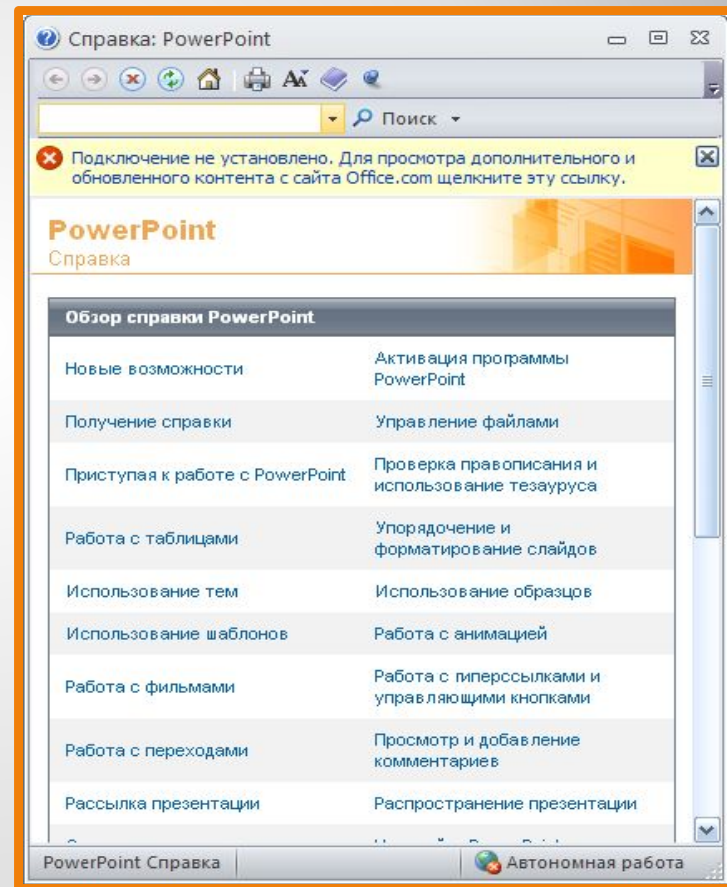 Справка: PowerPoint
Поиск
Подключение не установлено. Для просмотра дополнительного и
обновленного контента с сайта Office.com щелкните эту ссылку.
PowerPoint
Справка
Обзор справки PowerPoint
Новые возможности
Активация программы
PowerPoint
Получение справки
Управление файлами
Приступая к работе с PowerPoint
Проверка правописания и
использование тезауруса
Работа с таблицами
Упорядочение и
форматирование слайдов
Использование тем
Использование образцов
Использование шаблонов
Работа с анимацией
Работа с фильмами
Работа с гиперссылками и
управляющими кнопками
Работа с переходами
Просмотр и добавление
комментариев
Рассылка презентации
Распространение презентации
PowerPoint Справка
Автономная работа